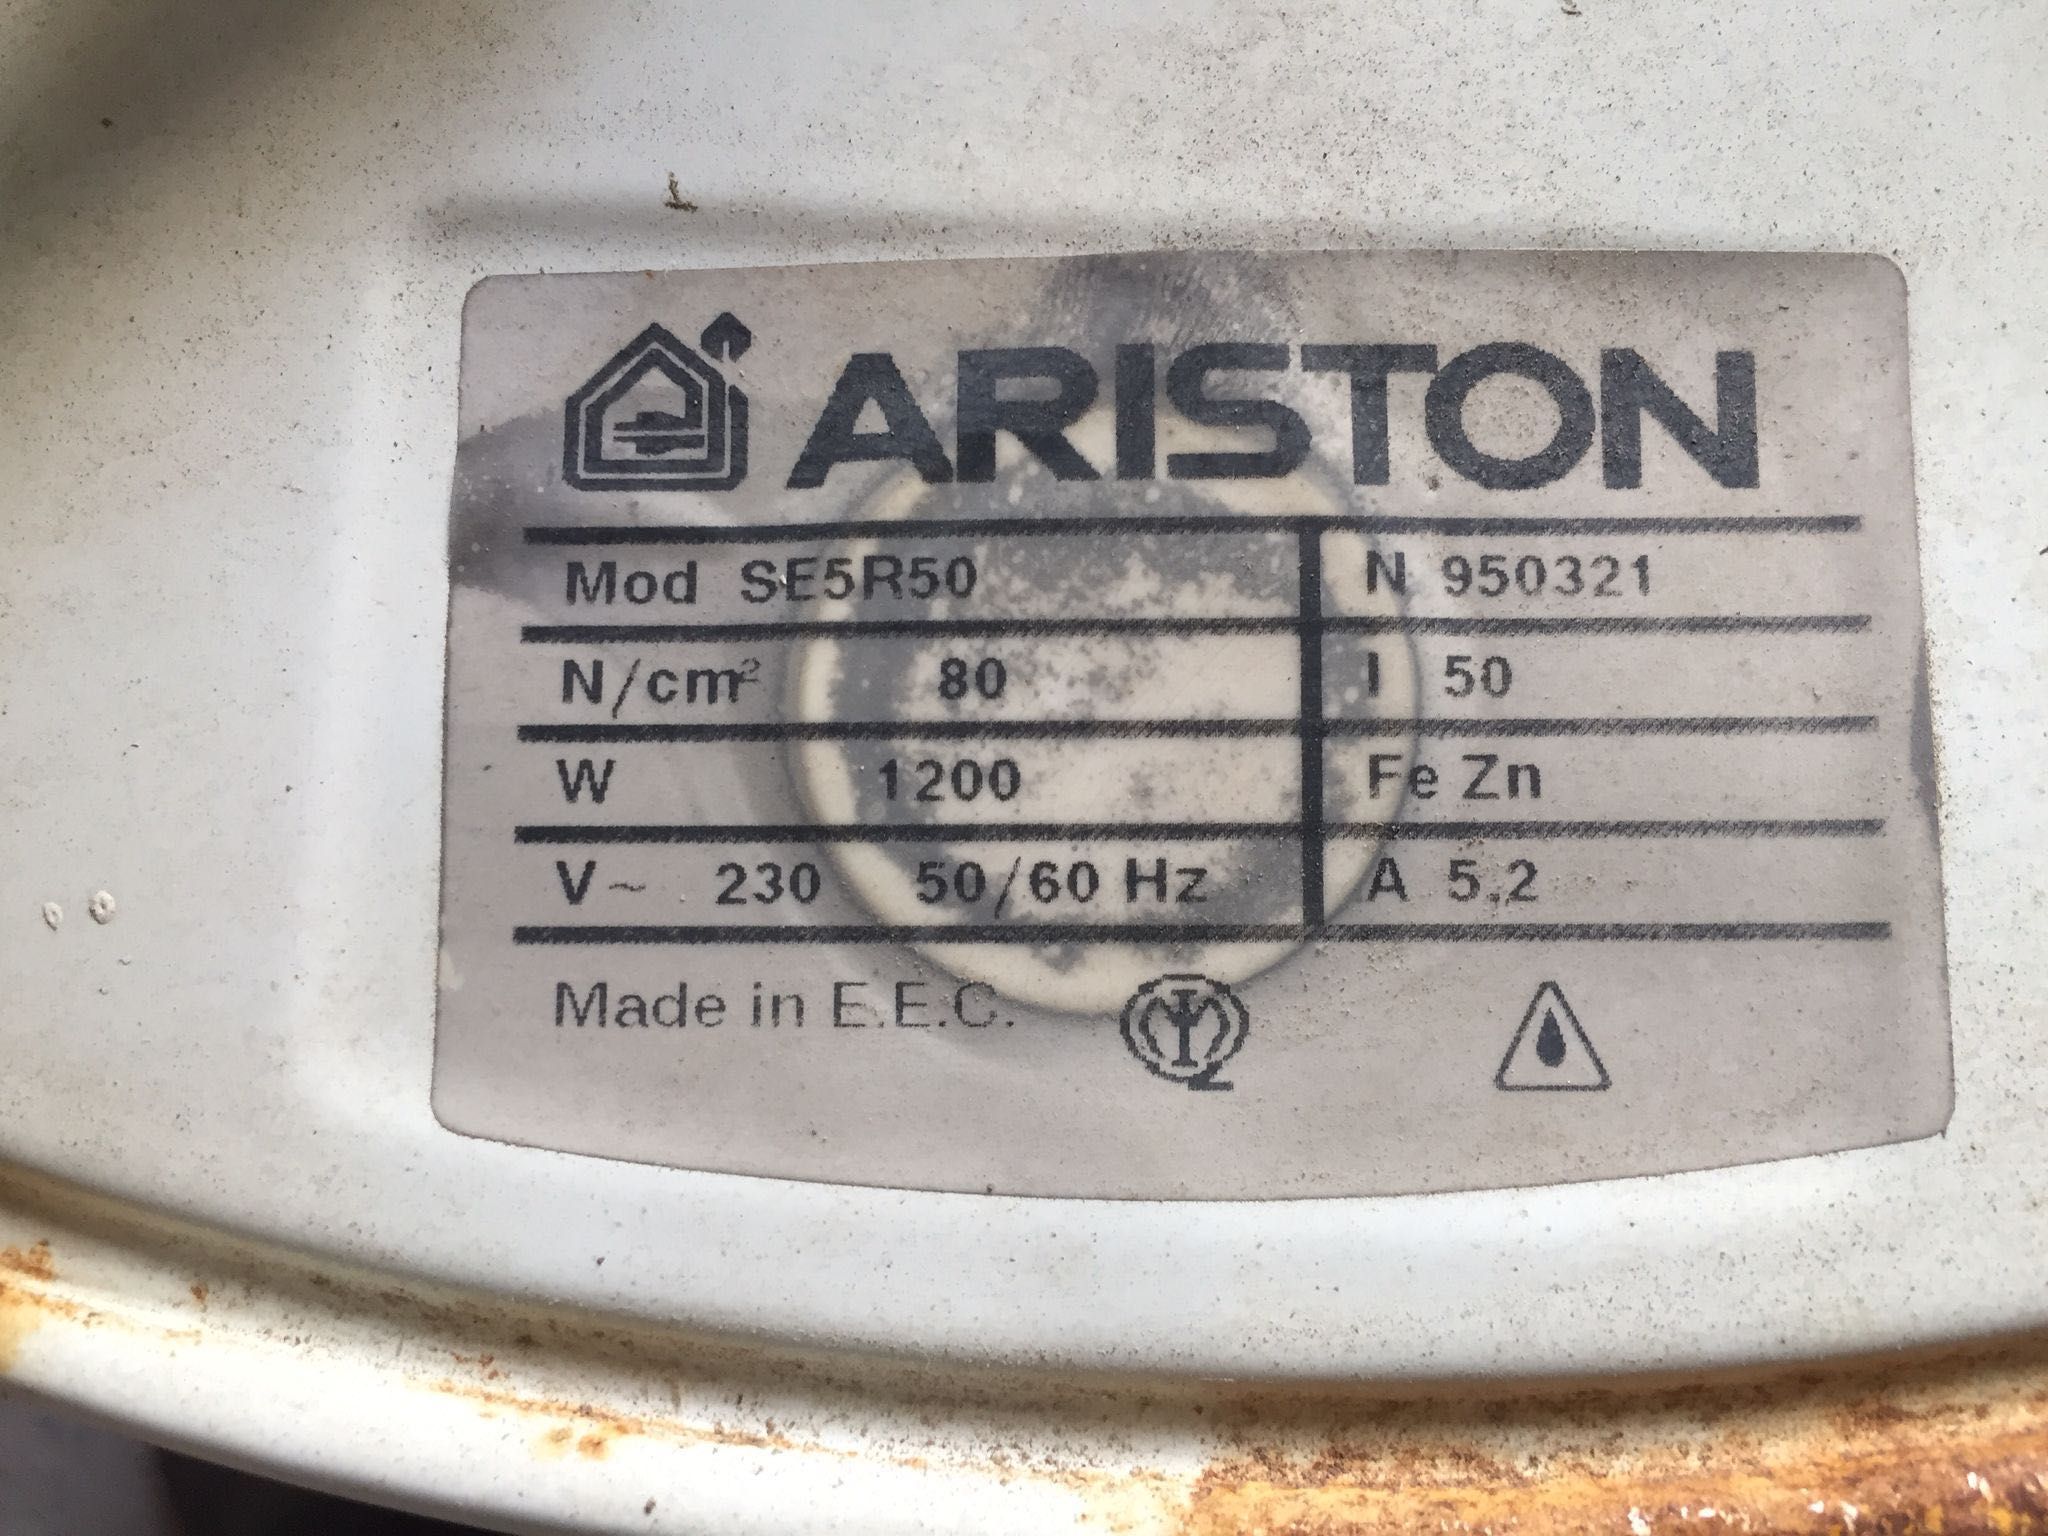 ARISTON
Mod SE5R50 N 950321
N/cm² 80 I 50
W 1200 Fe Zn
V~ 230 50/60 Hz A 5,2
Made in E.E.C.